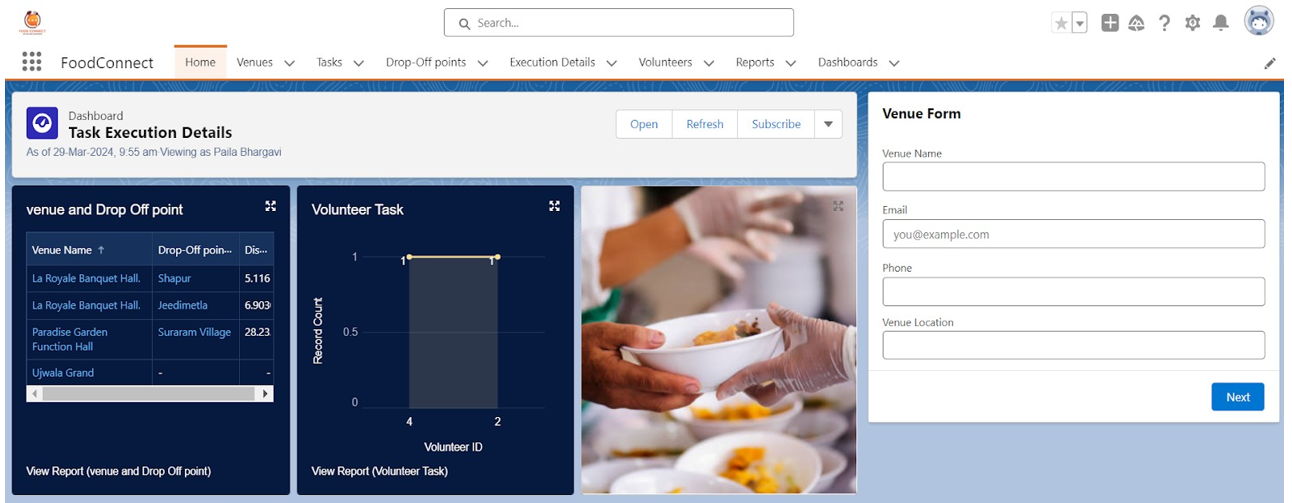 Search...
FoodConnect
Home
Venues
Tasks
Drop-Off points
Execution Details
Volunteers
Reports
Dashboards
Dashboard
Task Execution Details
As of 29-Mar-2024, 9:55 am·Viewing as Paila Bhargavi
Open
Refresh
Subscribe
venue and Drop Off point
Venue Name ↑ Drop-Off poin... Dis...
La Royale Banquet Hall. Shapur 5.116
La Royale Banquet Hall. Jeedimetla 6.903
Paradise Garden Suraram Village 28.23
Function Hall
Ujwala Grand - -
View Report (venue and Drop Off point)
Volunteer Task
1
1 1
0.5
0
Record Count
4 2
Volunteer ID
View Report (Volunteer Task)
Venue Form
Venue Name
Email
you@example.com
Phone
Venue Location
Next